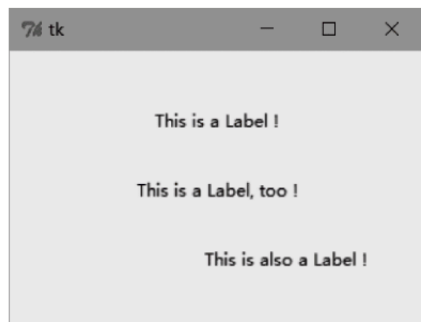 tk
This is a Label !
This is a Label, too !
This is also a Label !